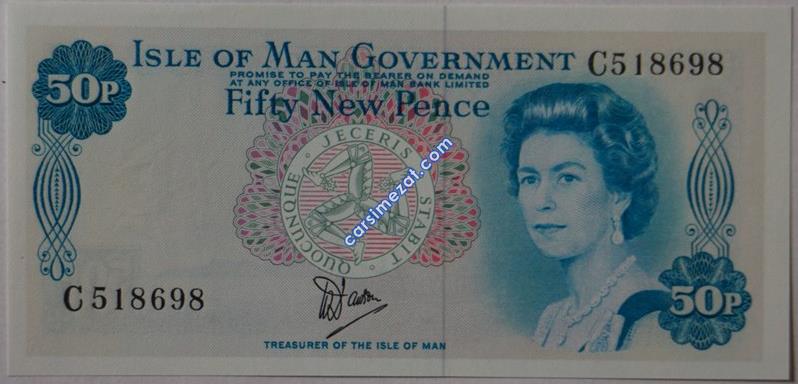 ISLE OF MAN GOVERNMENT C518698
PROMISE TO PAY THE BEARER ON DEMAND
AT ANY OFFICE OF ISLE OF MAN BANK LIMITED
50P
Fifty New Pence
QUOCUNQUE · JECERIS · STABIT
carsimezat.com
C518698
50P
TREASURER OF THE ISLE OF MAN